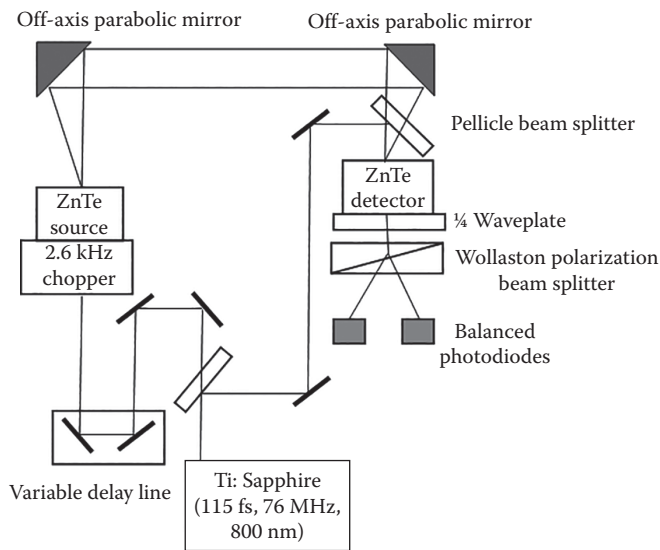 Off-axis parabolic mirror
Off-axis parabolic mirror
Pellicle beam splitter
ZnTe
source
2.6 kHz
chopper
ZnTe
detector
¼ Waveplate
Wollaston polarization
beam splitter
Balanced
photodiodes
Variable delay line
Ti: Sapphire
(115 fs, 76 MHz,
800 nm)